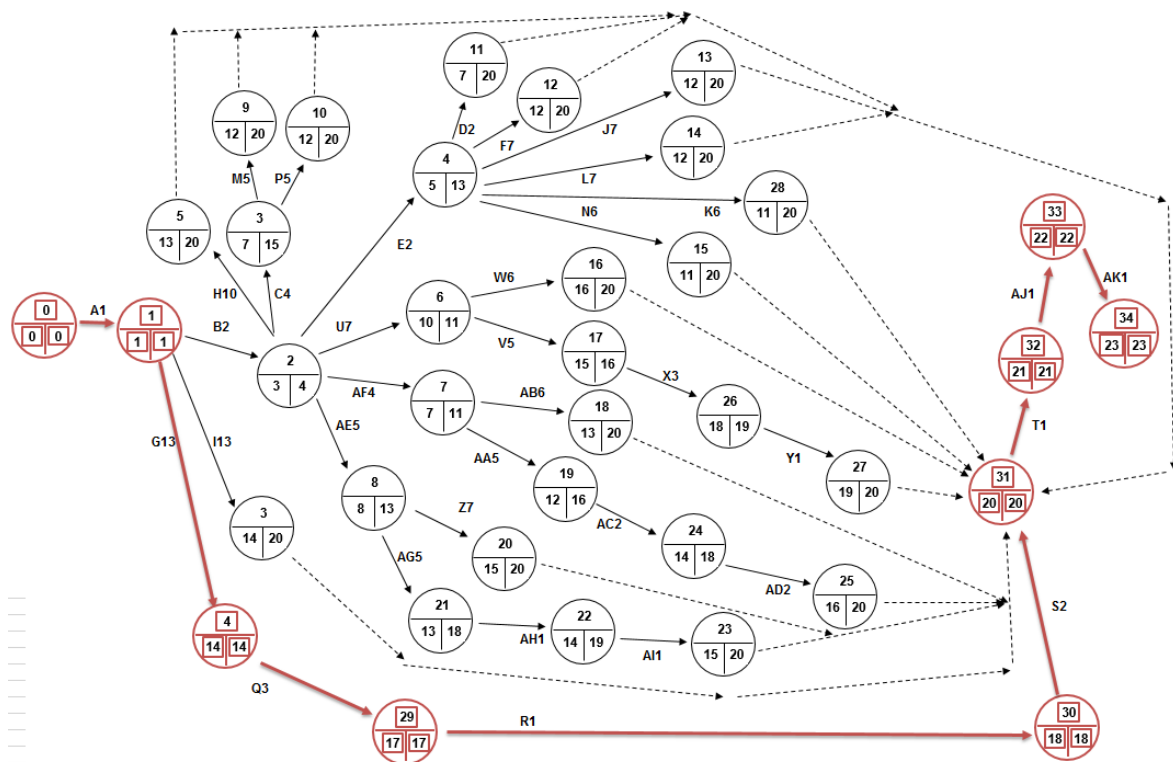 11
7 20
12
12 20
13
12 20
9
12 20
10
12 20
D2
F7
J7
14
12 20
4
5 13
L7
M5
P5
K6
28
11 20
N6
5
13 20
3
7 15
E2
15
11 20
33
22 22
H10
C4
W6
16
16 20
AJ1
AK1
0
0 0
A1
1
1 1
B2
U7
6
10 11
V5
17
15 16
32
21 21
34
23 23
2
3 4
AF4
7
7 11
AB6
X3
18
13 20
26
18 19
T1
G13
I13
AE5
AA5
Y1
8
8 13
19
12 16
27
19 20
31
20 20
Z7
AC2
3
14 20
AG5
20
15 20
24
14 18
AD2
25
16 20
4
14 14
21
13 18
AH1
22
14 19
AI1
23
15 20
S2
Q3
29
17 17
R1
30
18 18